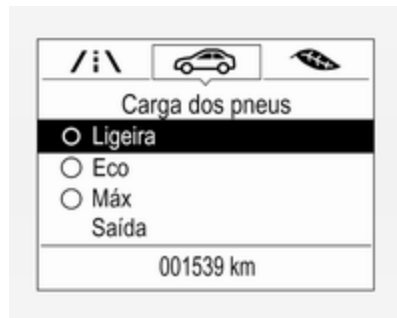 Carga dos pneus
Ligeira
Eco
Máx
Saída
001539 km